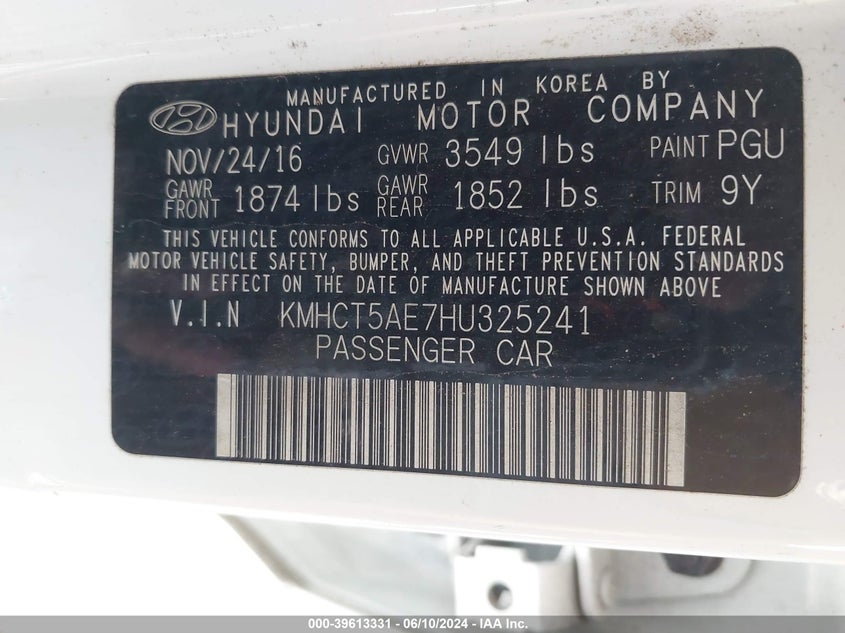 MANUFACTURED IN KOREA BY
HYUNDAI MOTOR COMPANY
NOV/24/16 GVWR 3549 lbs PAINT PGU
GAWR FRONT 1874 lbs GAWR REAR 1852 lbs TRIM 9Y
THIS VEHICLE CONFORMS TO ALL APPLICABLE U.S.A. FEDERAL
MOTOR VEHICLE SAFETY, BUMPER, AND THEFT PREVENTION STANDARDS
IN EFFECT ON THE DATE OF MANUFACTURE SHOWN ABOVE
V.I.N KMHCT5AE7HU325241
PASSENGER CAR
000-39613331 - 06/10/2024 - IAA Inc.